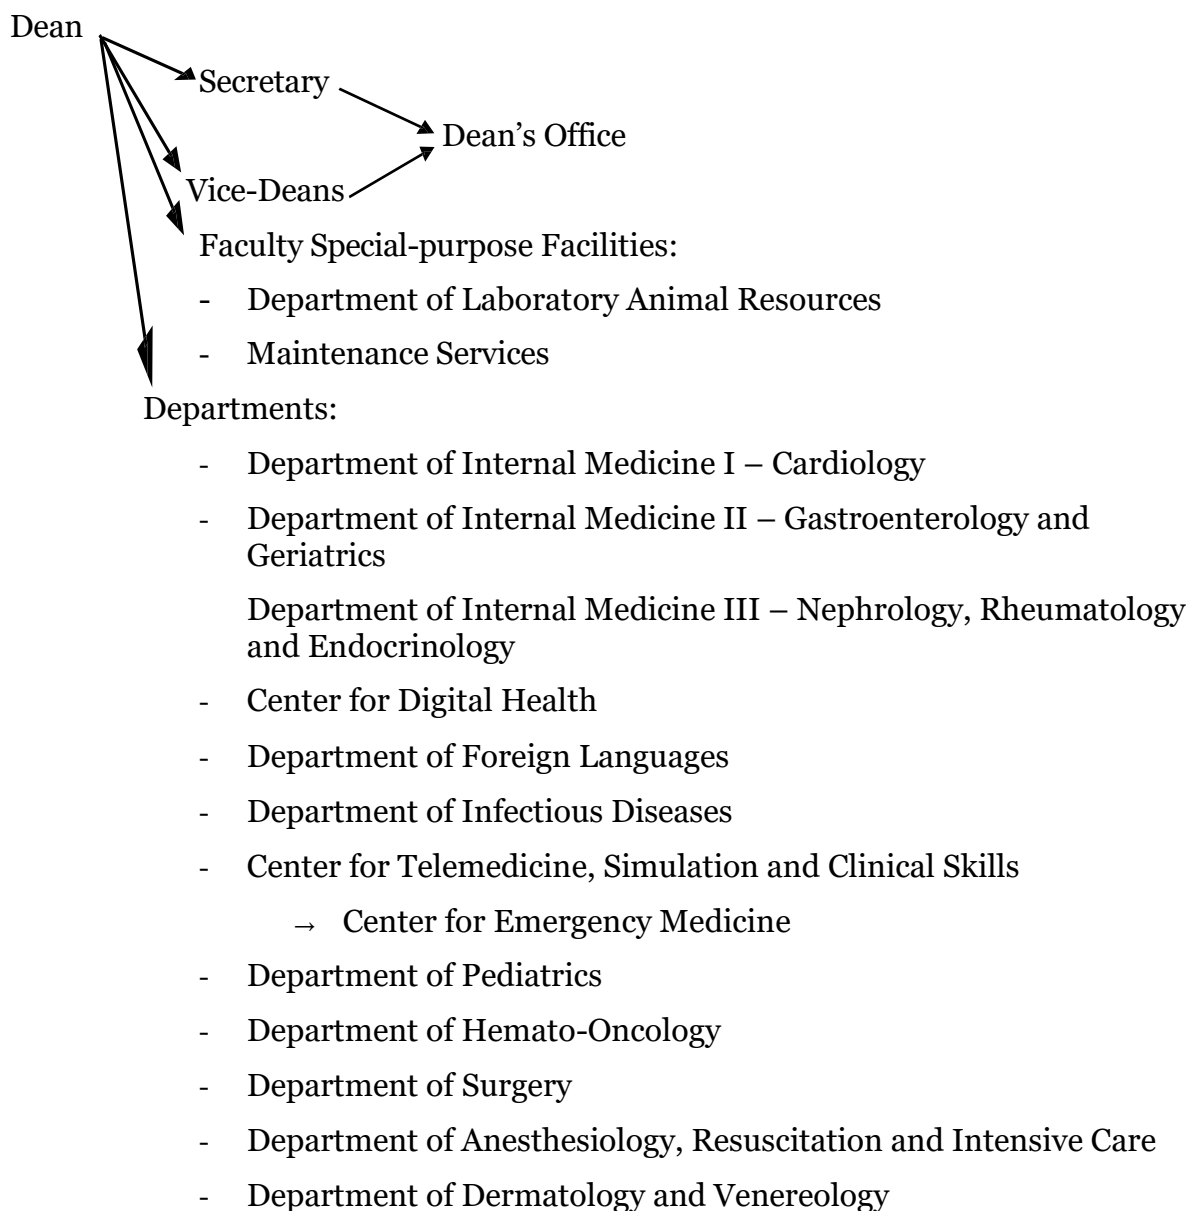 Dean
Secretary
Dean’s Office
Vice-Deans
Faculty Special-purpose Facilities:
- Department of Laboratory Animal Resources
- Maintenance Services
Departments:
- Department of Internal Medicine I – Cardiology
- Department of Internal Medicine II – Gastroenterology and
Geriatrics
Department of Internal Medicine III – Nephrology, Rheumatology
and Endocrinology
- Center for Digital Health
- Department of Foreign Languages
- Department of Infectious Diseases
- Center for Telemedicine, Simulation and Clinical Skills
→ Center for Emergency Medicine
- Department of Pediatrics
- Department of Hemato-Oncology
- Department of Surgery
- Department of Anesthesiology, Resuscitation and Intensive Care
- Department of Dermatology and Venereology